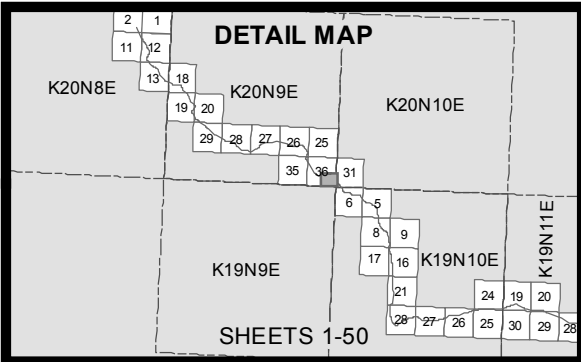 2 1
DETAIL MAP
11 12
13 18
K20N8E
K20N9E
K20N10E
19 20
29 28 27 26 25
35 36 31
6 5
8 9
K19N9E
17 16
K19N10E
K19N11E
21
24 19 20
28 27 26 25 30 29 28
SHEETS 1-50